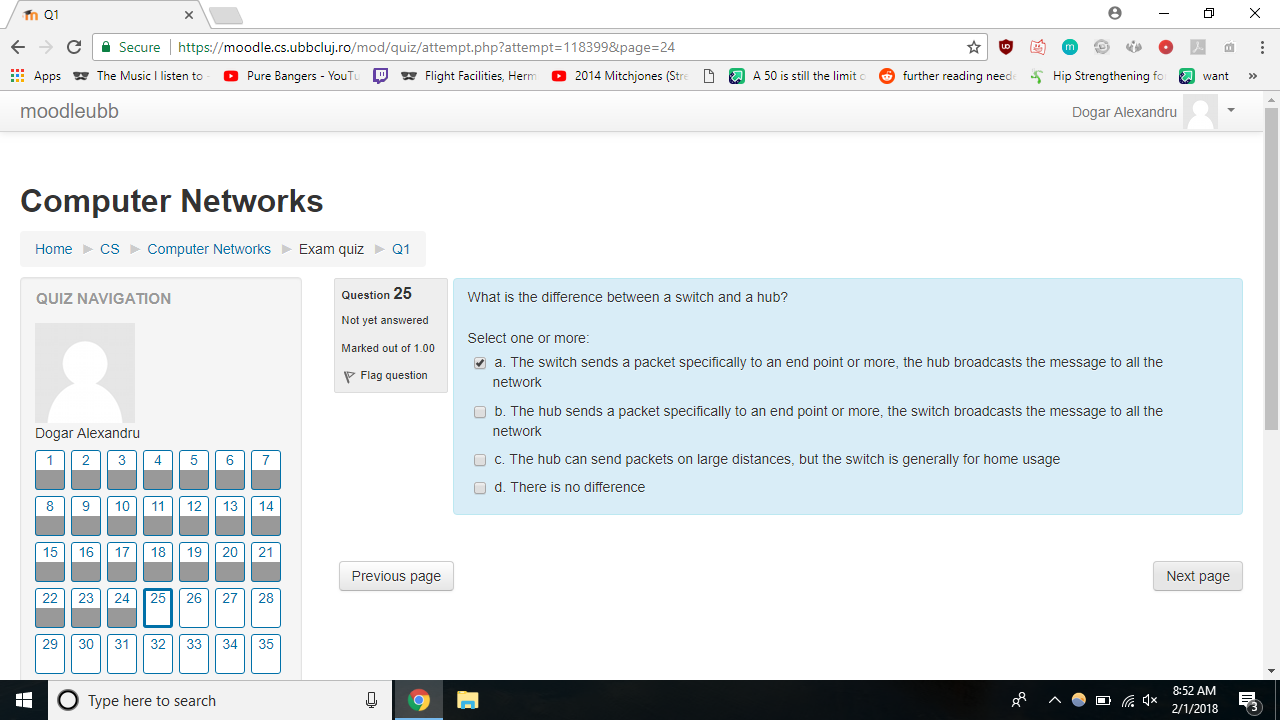 Q1
Secure
https://moodle.cs.ubbcluj.ro/mod/quiz/attempt.php?attempt=118399&page=24
Apps
The Music I listen to
Pure Bangers - YouTu
Flight Facilities, Herm
2014 Mitchjones (Stre
A 50 is still the limit o
further reading neede
Hip Strengthening fo
want
»
moodleubb
Dogar Alexandru
Computer Networks
Home ► CS ► Computer Networks ► Exam quiz ► Q1
QUIZ NAVIGATION
Dogar Alexandru
1 2 3 4 5 6 7
8 9 10 11 12 13 14
15 16 17 18 19 20 21
22 23 24 25 26 27 28
29 30 31 32 33 34 35
Question 25
Not yet answered
Marked out of 1.00
Flag question
What is the difference between a switch and a hub?
Select one or more:
a. The switch sends a packet specifically to an end point or more, the hub broadcasts the message to all the
network
b. The hub sends a packet specifically to an end point or more, the switch broadcasts the message to all the
network
c. The hub can send packets on large distances, but the switch is generally for home usage
d. There is no difference
Previous page
Next page
Type here to search
8:52 AM
2/1/2018
3